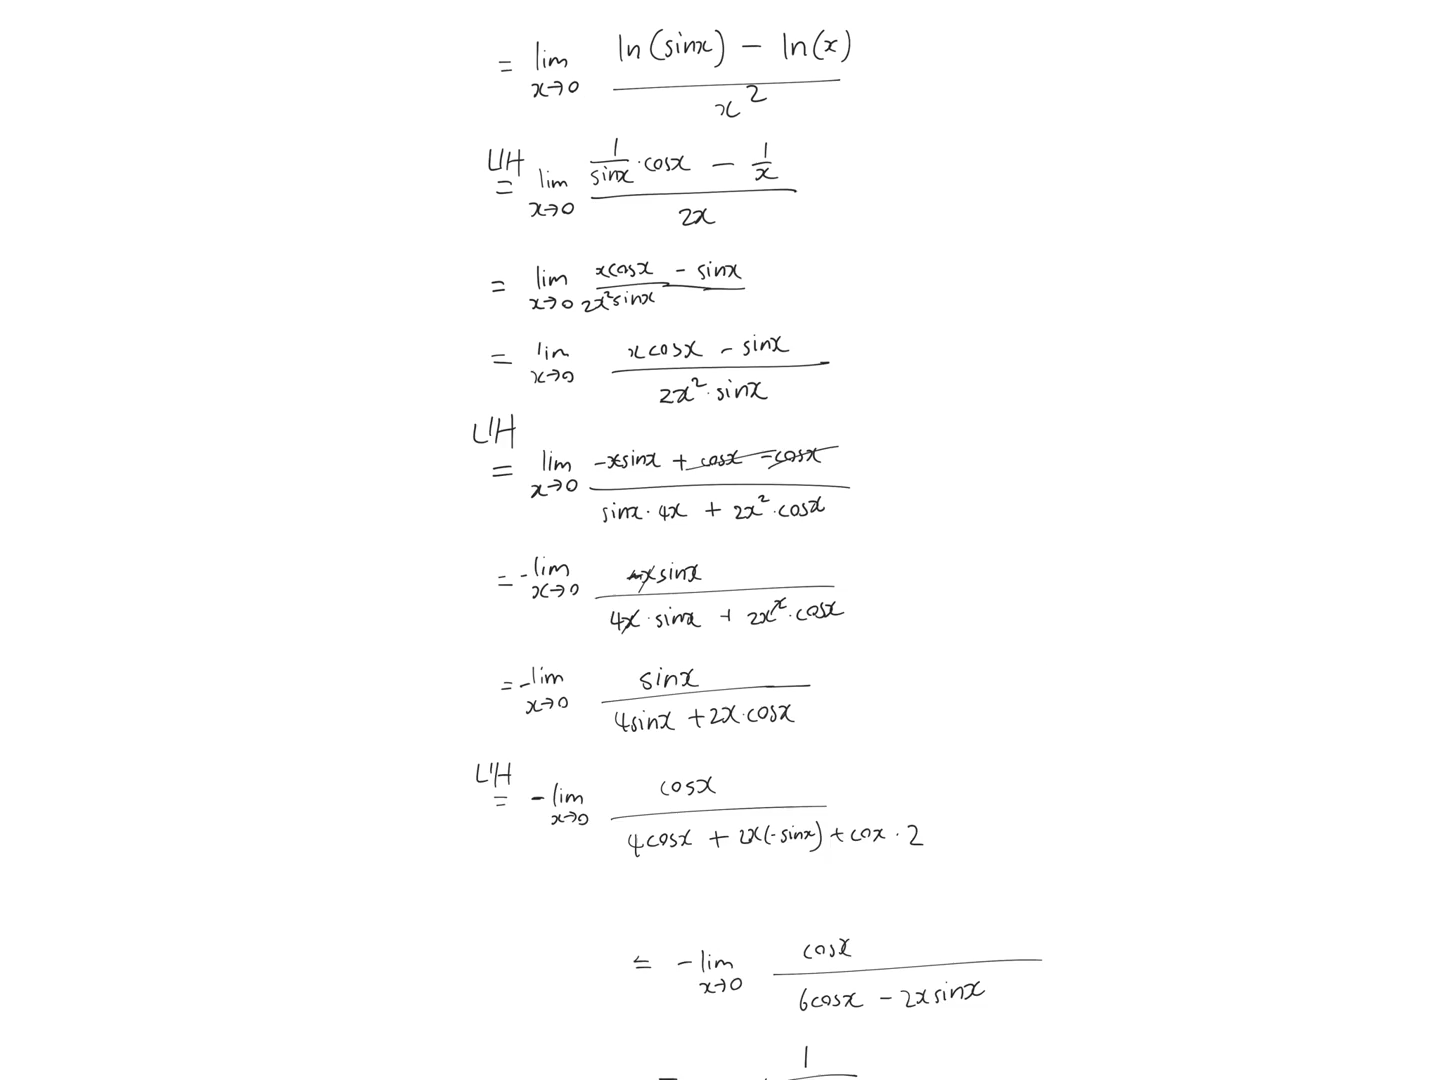 = lim x→0 (ln(sinx) − ln(x)) / x²
L'H = lim x→0 (1/sinx · cosx − 1/x) / 2x
= lim x→0 (xcosx − sinx) / 2x²sinx
= lim x→0 (xcosx − sinx) / 2x²·sinx
L'H = lim x→0 (−xsinx + cosx − cosx) / (sinx · 4x + 2x²·cosx)
= −lim x→0 xsinx / (4x·sinx + 2x²·cosx)
= −lim x→0 sinx / (4sinx + 2x·cosx)
L'H = −lim x→0 cosx / (4cosx + 2x(−sinx) + cosx · 2)
= −lim x→0 cosx / (6cosx − 2xsinx)
1